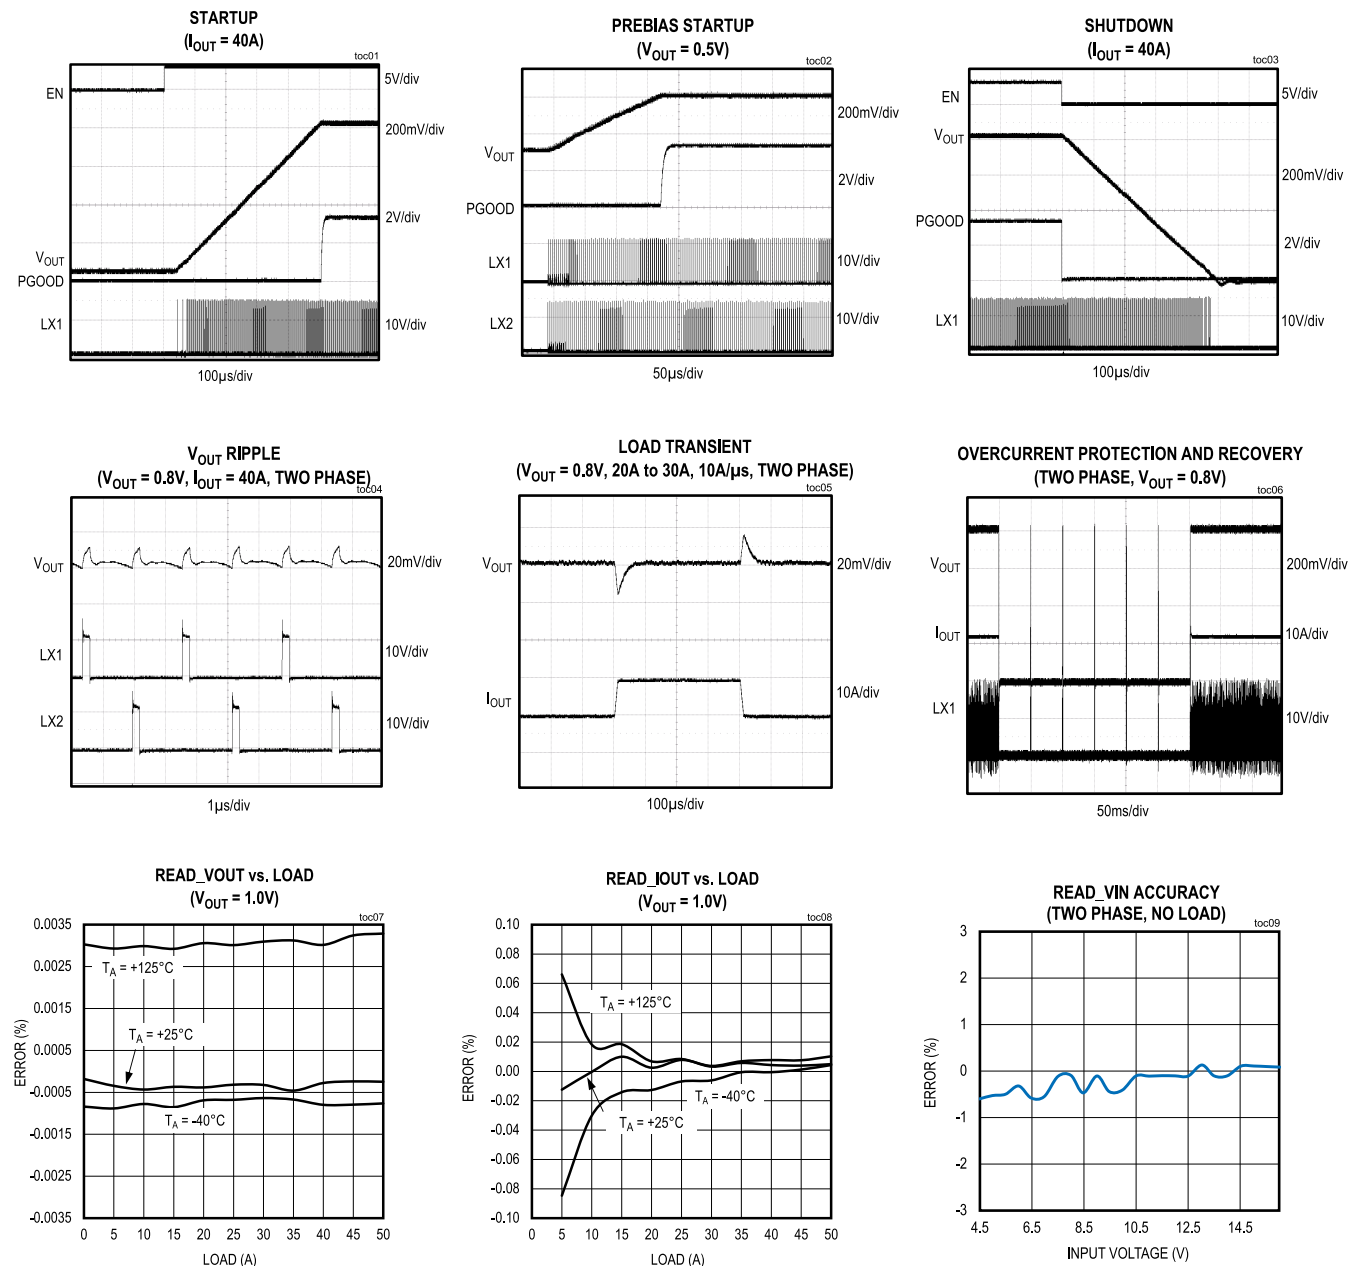 STARTUP
(IOUT = 40A)
toc01
EN
5V/div
200mV/div
2V/div
VOUT
PGOOD
LX1
10V/div
100µs/div
PREBIAS STARTUP
(VOUT = 0.5V)
toc02
200mV/div
VOUT
2V/div
PGOOD
LX1
10V/div
LX2
10V/div
50µs/div
SHUTDOWN
(IOUT = 40A)
toc03
EN
5V/div
VOUT
200mV/div
PGOOD
2V/div
LX1
10V/div
100µs/div
VOUT RIPPLE
(VOUT = 0.8V, IOUT = 40A, TWO PHASE)
toc04
VOUT
20mV/div
LX1
10V/div
LX2
10V/div
1µs/div
LOAD TRANSIENT
(VOUT = 0.8V, 20A to 30A, 10A/µs, TWO PHASE)
toc05
VOUT
20mV/div
IOUT
10A/div
100µs/div
OVERCURRENT PROTECTION AND RECOVERY
(TWO PHASE, VOUT = 0.8V)
toc06
VOUT
200mV/div
IOUT
10A/div
LX1
10V/div
50ms/div
READ_VOUT vs. LOAD
(VOUT = 1.0V)
toc07
0.0035
0.0025
0.0015
0.0005
-0.0005
-0.0015
-0.0025
-0.0035
ERROR (%)
TA = +125°C
TA = +25°C
TA = -40°C
0 5 10 15 20 25 30 35 40 45 50
LOAD (A)
READ_IOUT vs. LOAD
(VOUT = 1.0V)
toc08
0.10
0.08
0.06
0.04
0.02
0.00
-0.02
-0.04
-0.06
-0.08
-0.10
ERROR (%)
TA = +125°C
TA = -40°C
TA = +25°C
0 5 10 15 20 25 30 35 40 45 50
LOAD (A)
READ_VIN ACCURACY
(TWO PHASE, NO LOAD)
toc09
3
2
1
0
-1
-2
-3
ERROR (%)
4.5 6.5 8.5 10.5 12.5 14.5
INPUT VOLTAGE (V)